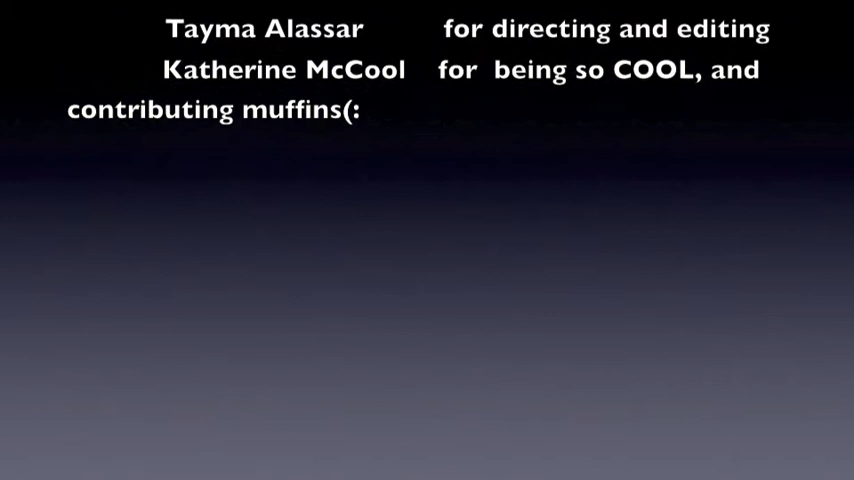 Tayma Alassar for directing and editing
Katherine McCool for being so COOL, and
contributing muffins(: